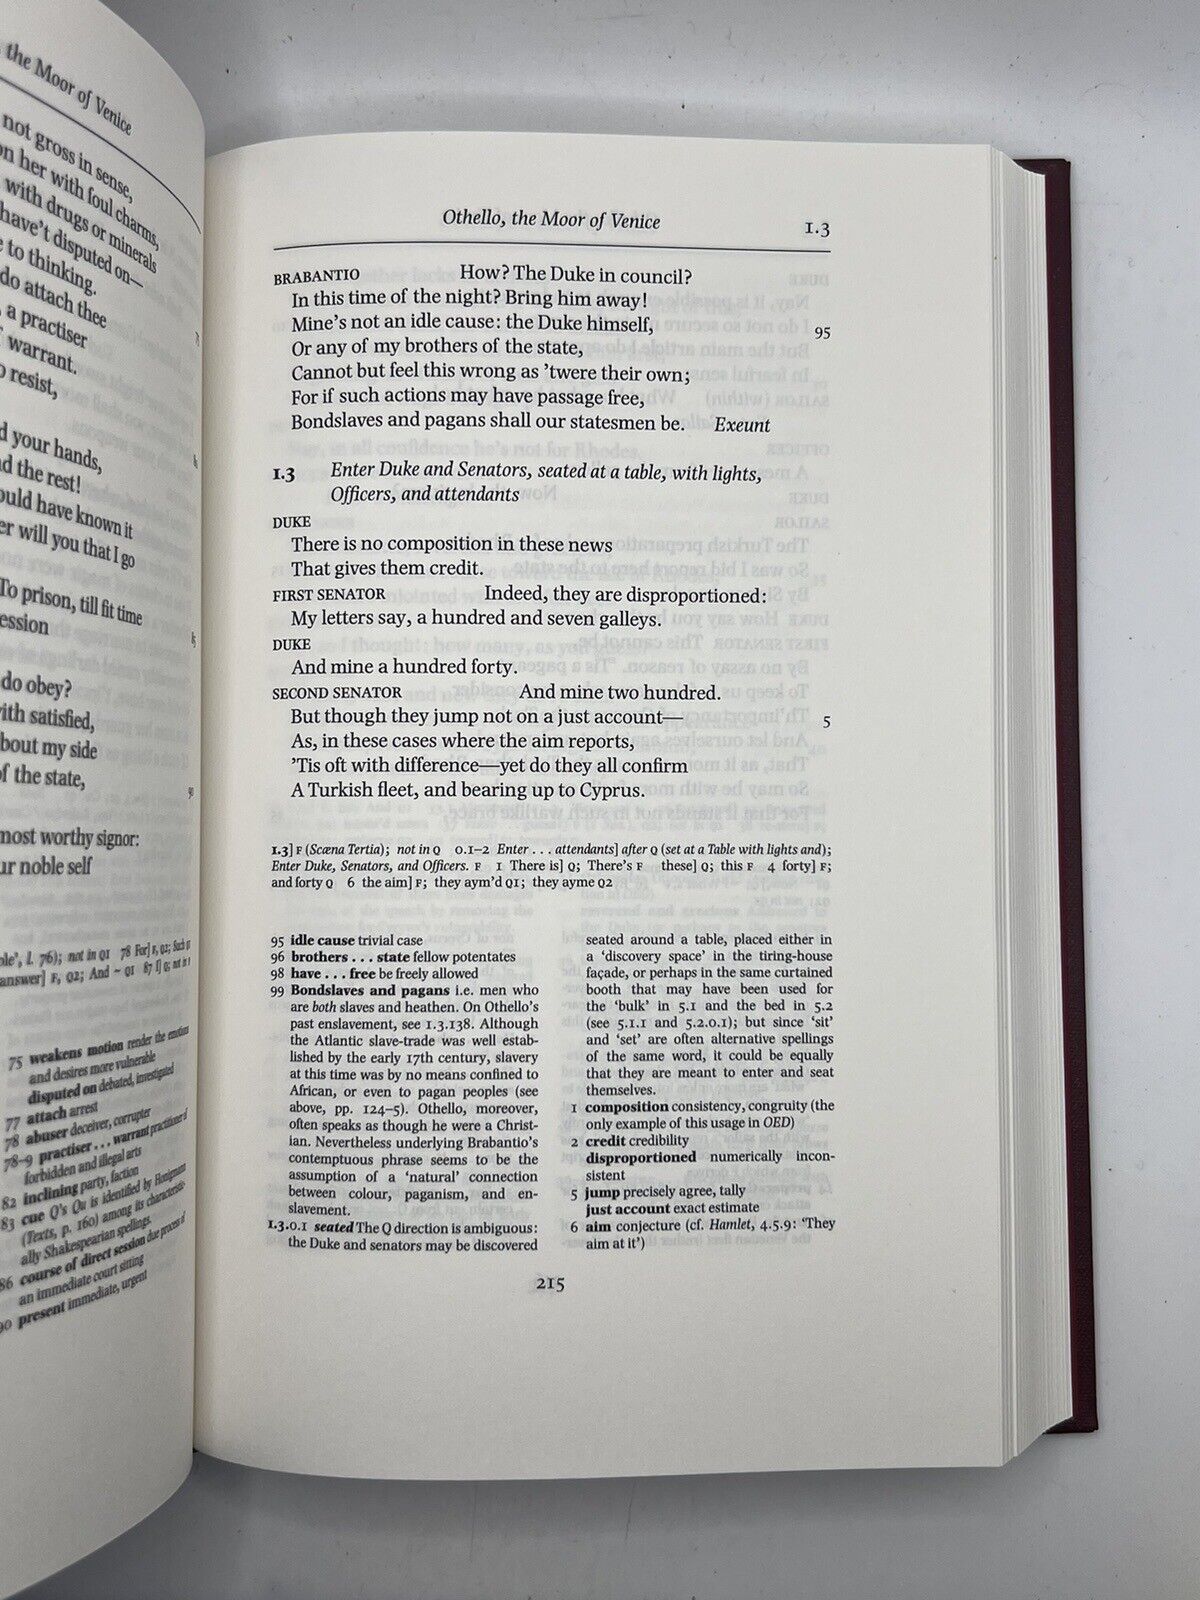 the Moor of Venice
not gross in sense,
on her with foul charms,
with drugs or minerals
have't disputed on—
to thinking.
do attach thee
a practiser
warrant.
resist,
your hands,
d the rest!
ould have known it
er will you that I go
To prison, till fit time
ession
do obey?
ith satisfied,
bout my side
of the state,
most worthy signor:
ur noble self
75
80
85
90
75 weakens motion render the emotions
and desires more vulnerable
disputed on debated, investigated
77 attach arrest
78 abuser deceiver, corrupter
78–9 practiser . . . warrant practitioner of
forbidden and illegal arts
82 inclining party, faction
83 cue Q's Qu is identified by Honigmann
(Texts, p. 160) among its characteristic-
ally Shakespearian spellings.
86 course of direct session due process of
an immediate court sitting
90 present immediate, urgent
Othello, the Moor of Venice
1.3
BRABANTIO How? The Duke in council?
In this time of the night? Bring him away!
Mine's not an idle cause: the Duke himself, 95
Or any of my brothers of the state,
Cannot but feel this wrong as 'twere their own;
For if such actions may have passage free,
Bondslaves and pagans shall our statesmen be. Exeunt
1.3 Enter Duke and Senators, seated at a table, with lights,
Officers, and attendants
DUKE
There is no composition in these news
That gives them credit.
FIRST SENATOR Indeed, they are disproportioned:
My letters say, a hundred and seven galleys.
DUKE
And mine a hundred forty.
SECOND SENATOR And mine two hundred.
But though they jump not on a just account— 5
As, in these cases where the aim reports,
'Tis oft with difference—yet do they all confirm
A Turkish fleet, and bearing up to Cyprus.
1.3] F (Scæna Tertia); not in Q 0.1–2 Enter . . . attendants] after Q (set at a Table with lights and);
Enter Duke, Senators, and Officers. F 1 There is] Q; There's F these] Q; this F 4 forty] F;
and forty Q 6 the aim] F; they aym'd Q1; they ayme Q2
95 idle cause trivial case
96 brothers . . . state fellow potentates
98 have . . . free be freely allowed
99 Bondslaves and pagans i.e. men who
are both slaves and heathen. On Othello's
past enslavement, see 1.3.138. Although
the Atlantic slave-trade was well estab-
lished by the early 17th century, slavery
at this time was by no means confined to
African, or even to pagan peoples (see
above, pp. 124–5). Othello, moreover,
often speaks as though he were a Christ-
ian. Nevertheless underlying Brabantio's
contemptuous phrase seems to be the
assumption of a 'natural' connection
between colour, paganism, and en-
slavement.
1.3.0.1 seated The Q direction is ambiguous:
the Duke and senators may be discovered
seated around a table, placed either in
a 'discovery space' in the tiring-house
façade, or perhaps in the same curtained
booth that may have been used for
the 'bulk' in 5.1 and the bed in 5.2
(see 5.1.1 and 5.2.0.1); but since 'sit'
and 'set' are often alternative spellings
of the same word, it could be equally
that they are meant to enter and seat
themselves.
1 composition consistency, congruity (the
only example of this usage in OED)
2 credit credibility
disproportioned numerically incon-
sistent
5 jump precisely agree, tally
just account exact estimate
6 aim conjecture (cf. Hamlet, 4.5.9: 'They
aim at it')
215